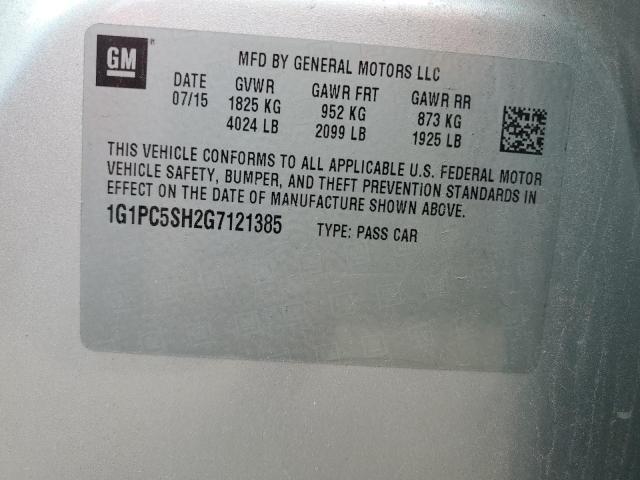 GM ®
MFD BY GENERAL MOTORS LLC
DATE GVWR GAWR FRT GAWR RR
07/15 1825 KG 952 KG 873 KG
4024 LB 2099 LB 1925 LB
THIS VEHICLE CONFORMS TO ALL APPLICABLE U.S. FEDERAL MOTOR
VEHICLE SAFETY, BUMPER, AND THEFT PREVENTION STANDARDS IN
EFFECT ON THE DATE OF MANUFACTURE SHOWN ABOVE.
1G1PC5SH2G7121385 TYPE: PASS CAR